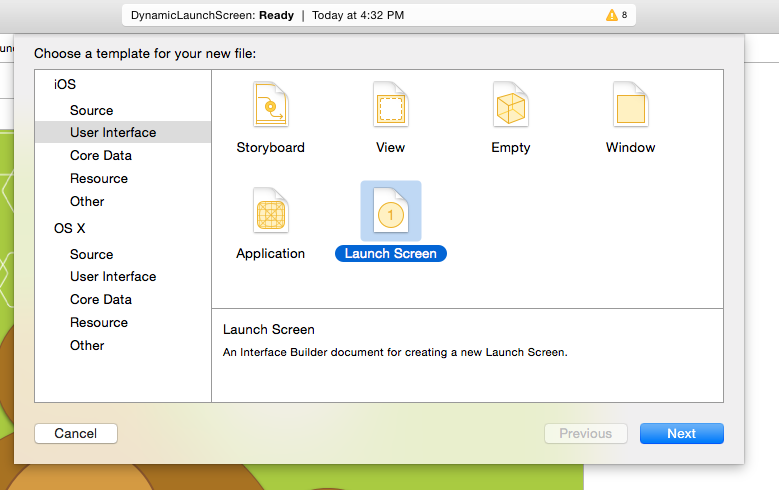 DynamicLaunchScreen: Ready | Today at 4:32 PM
8
Choose a template for your new file:
iOS
Source
User Interface
Core Data
Resource
Other
OS X
Source
User Interface
Core Data
Resource
Other
Storyboard
View
Empty
Window
Application
1
Launch Screen
Launch Screen
An Interface Builder document for creating a new Launch Screen.
Cancel
Previous
Next